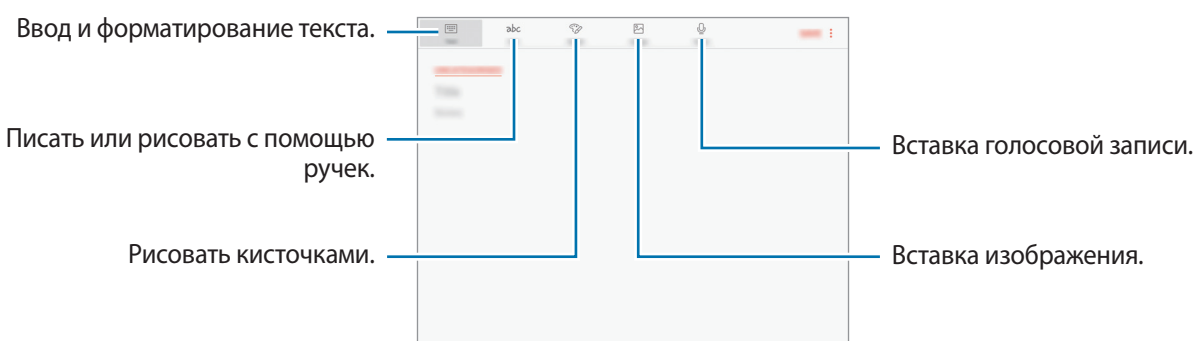 Ввод и форматирование текста.
abc
Писать или рисовать с помощью
ручек.
Вставка голосовой записи.
Рисовать кисточками.
Вставка изображения.